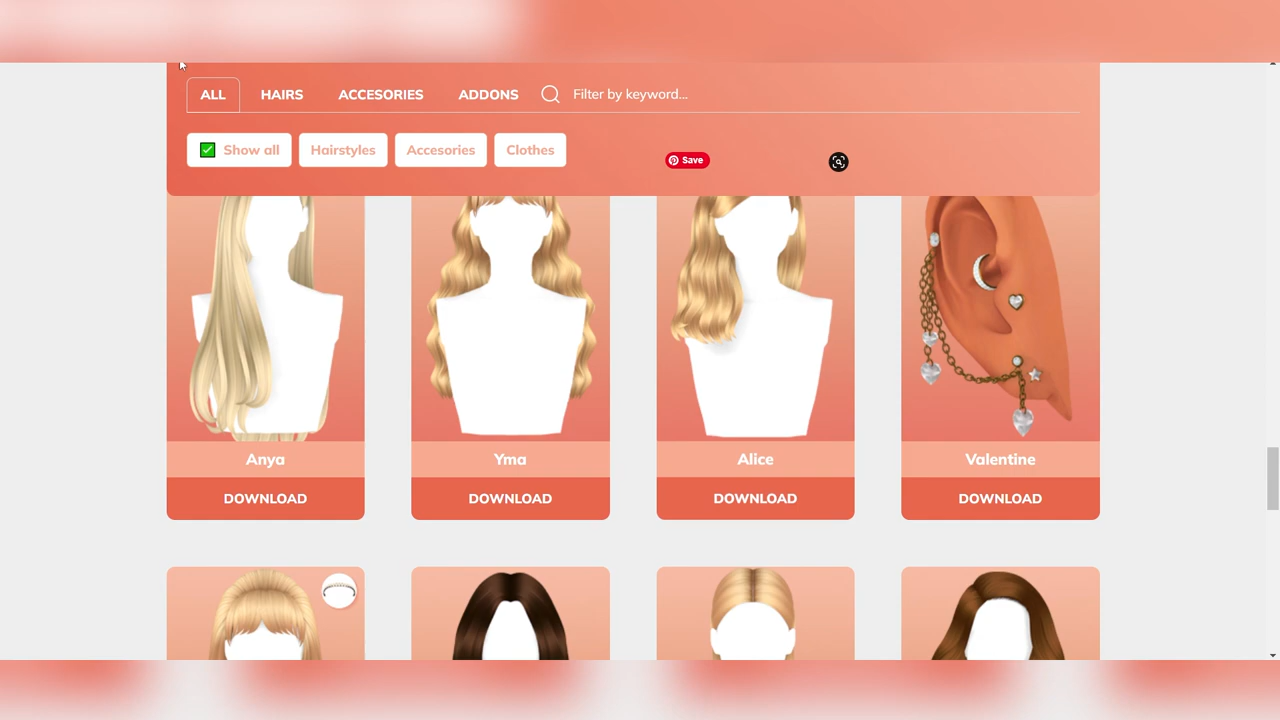 ALL HAIRS ACCESORIES ADDONS Filter by keyword...
Show all Hairstyles Accesories Clothes
Save
Anya Yma Alice Valentine
DOWNLOAD DOWNLOAD DOWNLOAD DOWNLOAD